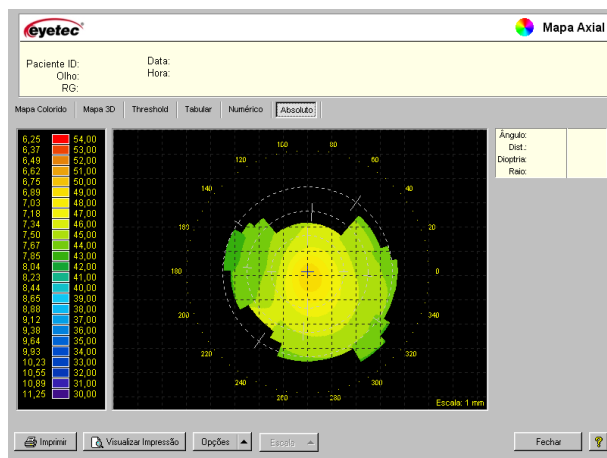 eyetec
Mapa Axial
Paciente ID:
Data:
Olho:
Hora:
RG:
Mapa Colorido
Mapa 3D
Threshold
Tabular
Numérico
Absoluto
6,25 54,00
6,37 53,00
6,49 52,00
6,62 51,00
6,75 50,00
6,89 49,00
7,03 48,00
7,18 47,00
7,34 46,00
7,50 45,00
7,67 44,00
7,85 43,00
8,04 42,00
8,23 41,00
8,44 40,00
8,65 39,00
8,88 38,00
9,12 37,00
9,38 36,00
9,64 35,00
9,93 34,00
10,23 33,00
10,55 32,00
10,89 31,00
11,25 30,00
100 80
120 60
140 40
160 20
180 0
200 340
220 320
240 300
260 280
Escala: 1 mm
Ângulo:
Dist.:
Dioptria:
Raio:
Imprimir
Visualizar Impressão
Opções
Escala
Fechar
?